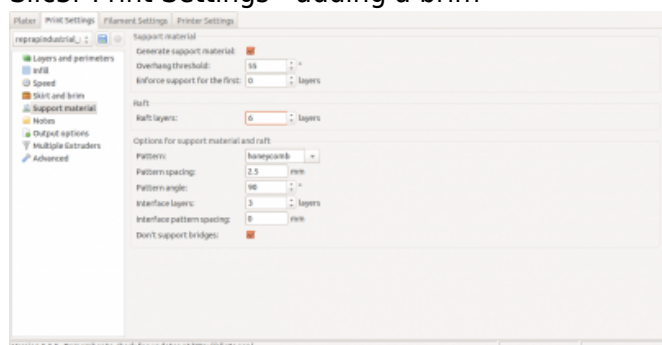 Slic3r Print Settings - adding a brim
Plater Print Settings Filament Settings Printer Settings
reprapindustrial_
Layers and perimeters
Infill
Speed
Skirt and brim
Support material
Notes
Output options
Multiple Extruders
Advanced
Support material
Generate support material:
Overhang threshold: 55 °
Enforce support for the first: 0 layers
Raft
Raft layers: 6 layers
Options for support material and raft
Pattern: honeycomb
Pattern spacing: 2.5 mm
Pattern angle: 90 °
Interface layers: 3 layers
Interface pattern spacing: 0 mm
Don't support bridges: